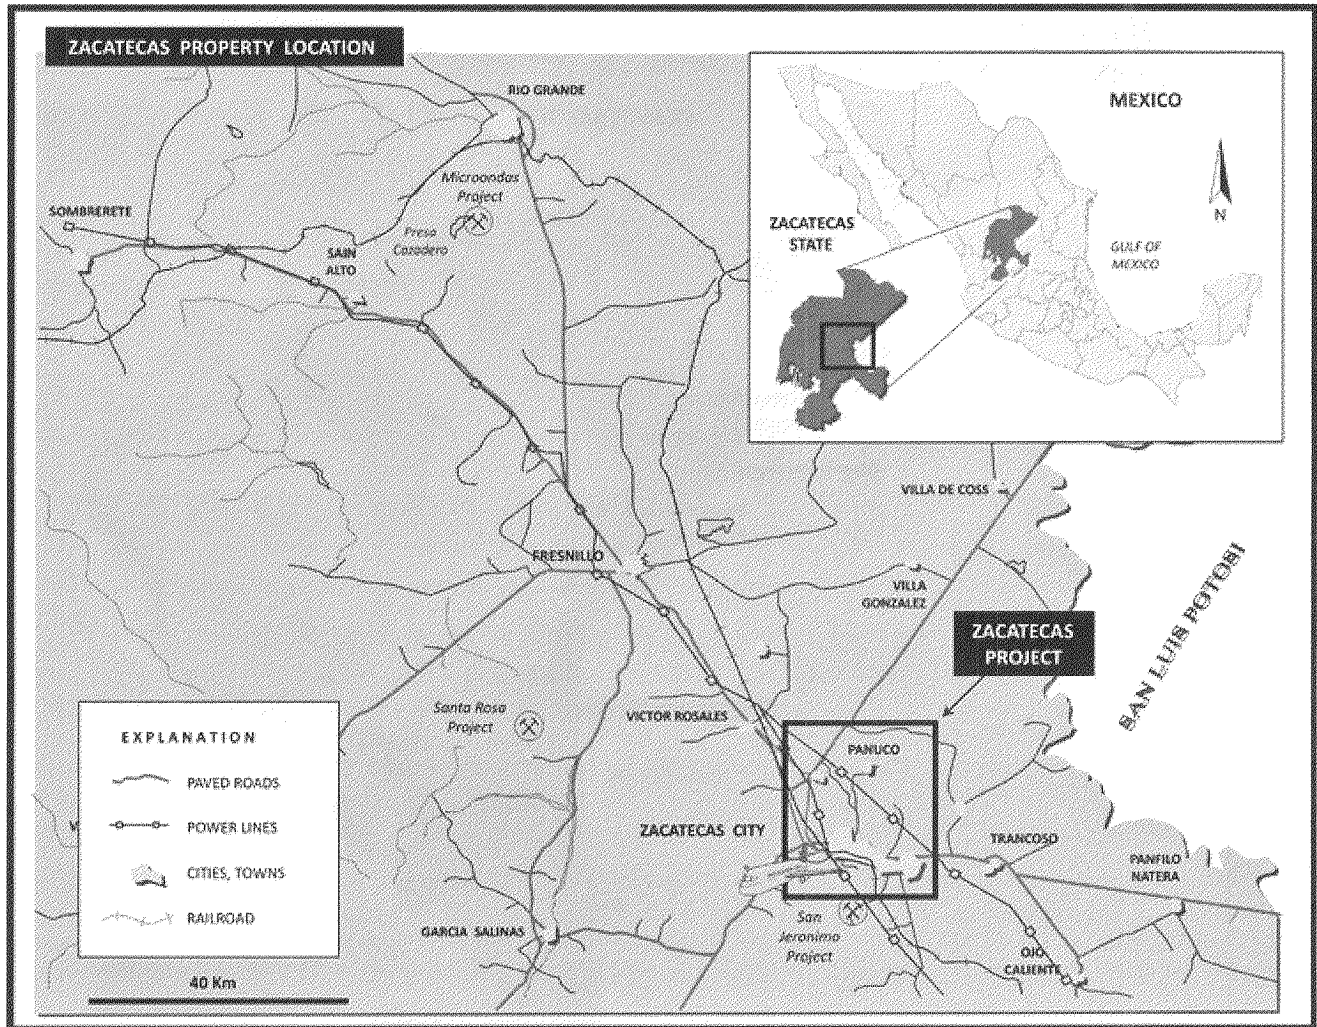 ZACATECAS PROPERTY LOCATION
RIO GRANDE
MEXICO
Microondas
Project
N
SOMBRERETE
ZACATECAS
STATE
Presa
Cazadero
SAIN
ALTO
GULF OF
MEXICO
VILLA DE COSS
FRESNILLO
VILLA
GONZALEZ
SAN LUIS POTOSI
ZACATECAS
PROJECT
Santa Rosa
Project
VICTOR ROSALES
EXPLANATION
PANUCO
PAVED ROADS
POWER LINES
ZACATECAS CITY
TRANCOSO
PANFILO
NATERA
CITIES, TOWNS
RAILROAD
GARCIA SALINAS
San
Jeronimo
Project
OJO
CALIENTE
40 Km